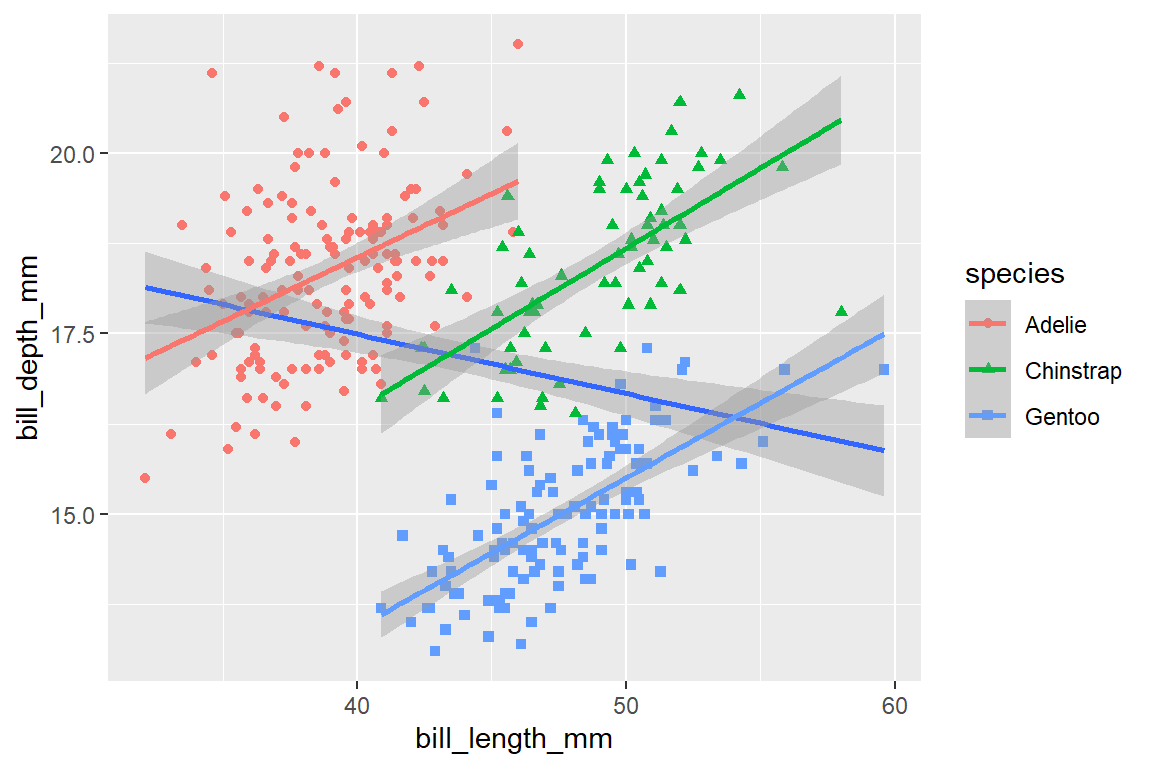 bill_depth_mm
20.0
17.5
15.0
40
50
60
bill_length_mm
species
Adelie
Chinstrap
Gentoo